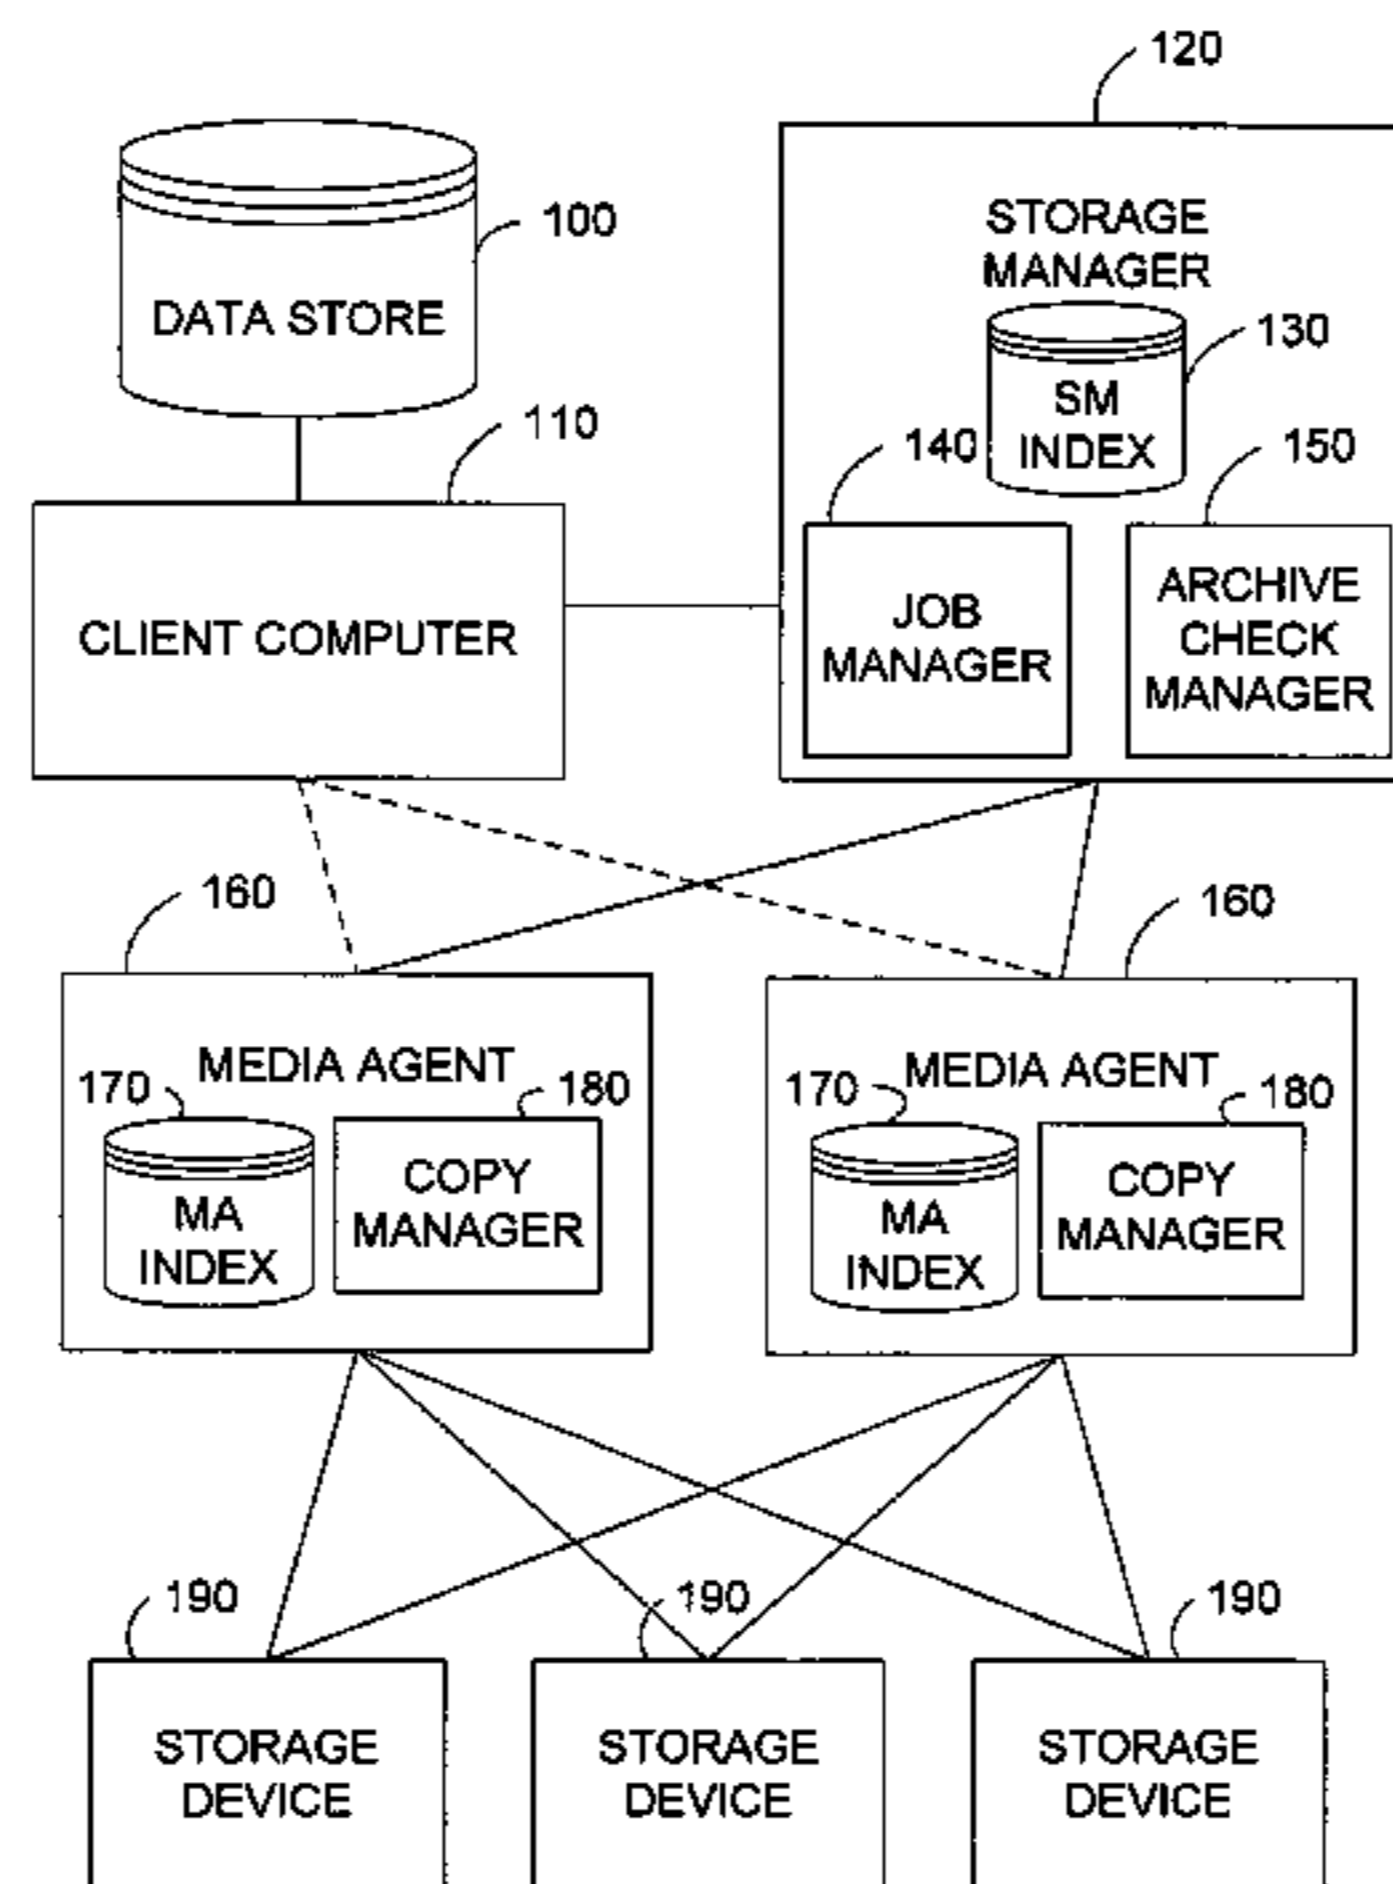 120
100
STORAGE
MANAGER
DATA STORE
130
SM
INDEX
110
140
150
CLIENT COMPUTER
JOB
MANAGER
ARCHIVE
CHECK
MANAGER
160
160
MEDIA AGENT
170
180
MA
INDEX
COPY
MANAGER
MEDIA AGENT
170
180
MA
INDEX
COPY
MANAGER
190
190
190
STORAGE
DEVICE
STORAGE
DEVICE
STORAGE
DEVICE